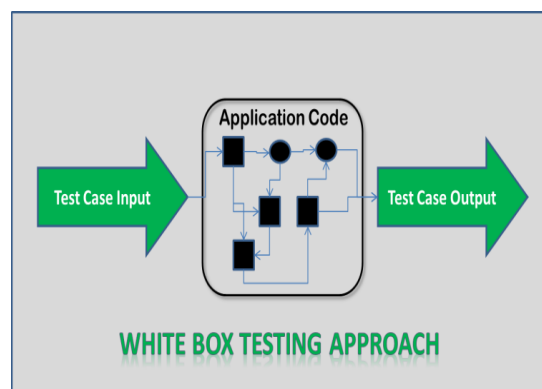 Application Code
Test Case Input
Test Case Output
WHITE BOX TESTING APPROACH